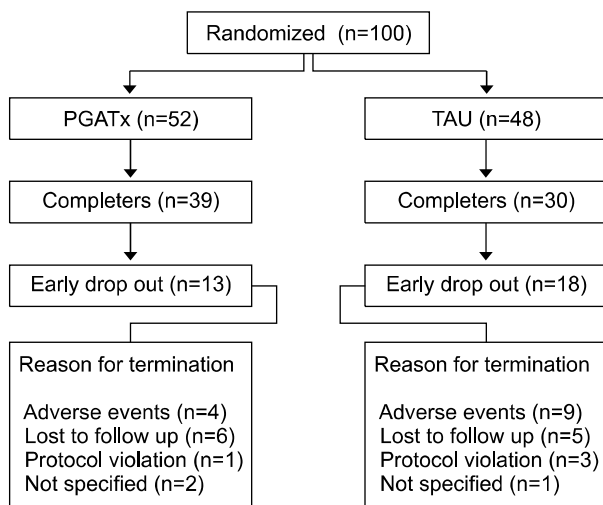 Randomized (n=100)
PGATx (n=52)
TAU (n=48)
Completers (n=39)
Completers (n=30)
Early drop out (n=13)
Early drop out (n=18)
Reason for termination
Adverse events (n=4)
Lost to follow up (n=6)
Protocol violation (n=1)
Not specified (n=2)
Reason for termination
Adverse events (n=9)
Lost to follow up (n=5)
Protocol violation (n=3)
Not specified (n=1)